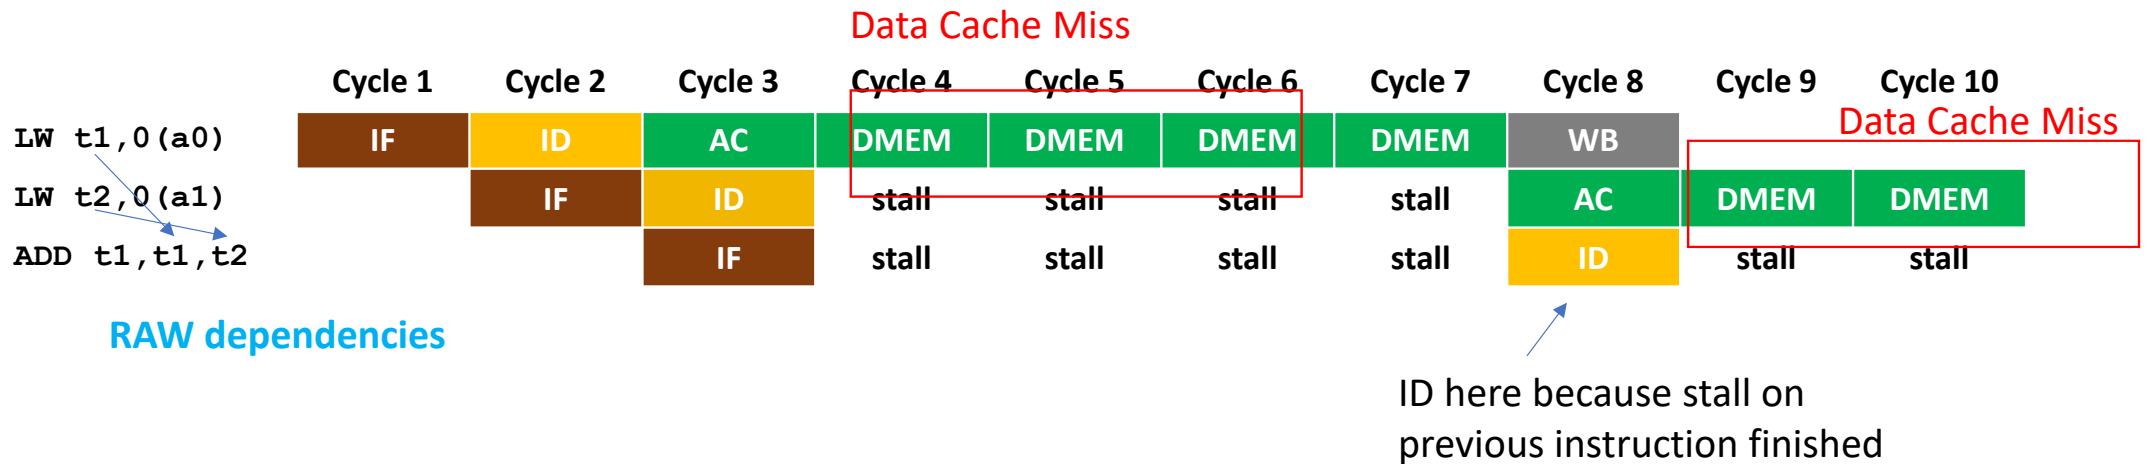 Data Cache Miss
Cycle 1 Cycle 2 Cycle 3 Cycle 4 Cycle 5 Cycle 6 Cycle 7 Cycle 8 Cycle 9 Cycle 10
Data Cache Miss
LW t1,0(a0) IF ID AC DMEM DMEM DMEM DMEM WB
LW t2,0(a1) IF ID stall stall stall stall AC DMEM DMEM
ADD t1,t1,t2 IF stall stall stall stall ID stall stall
RAW dependencies
ID here because stall on
previous instruction finished